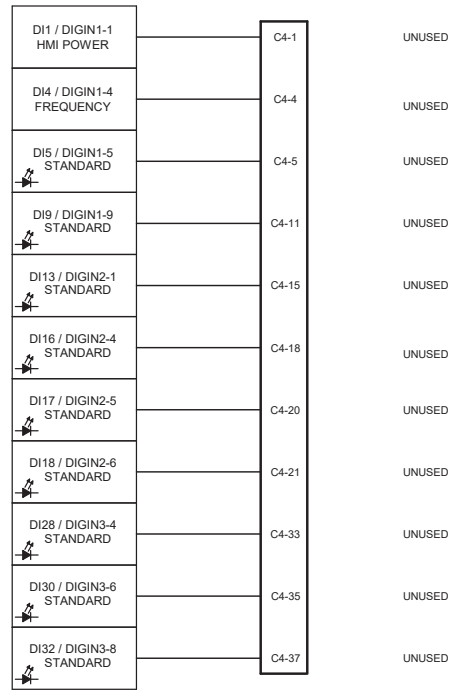 DI1 / DIGIN1-1
HMI POWER
C4-1
UNUSED
DI4 / DIGIN1-4
FREQUENCY
C4-4
UNUSED
DI5 / DIGIN1-5
STANDARD
C4-5
UNUSED
DI9 / DIGIN1-9
STANDARD
C4-11
UNUSED
DI13 / DIGIN2-1
STANDARD
C4-15
UNUSED
DI16 / DIGIN2-4
STANDARD
C4-18
UNUSED
DI17 / DIGIN2-5
STANDARD
C4-20
UNUSED
DI18 / DIGIN2-6
STANDARD
C4-21
UNUSED
DI28 / DIGIN3-4
STANDARD
C4-33
UNUSED
DI30 / DIGIN3-6
STANDARD
C4-35
UNUSED
DI32 / DIGIN3-8
STANDARD
C4-37
UNUSED